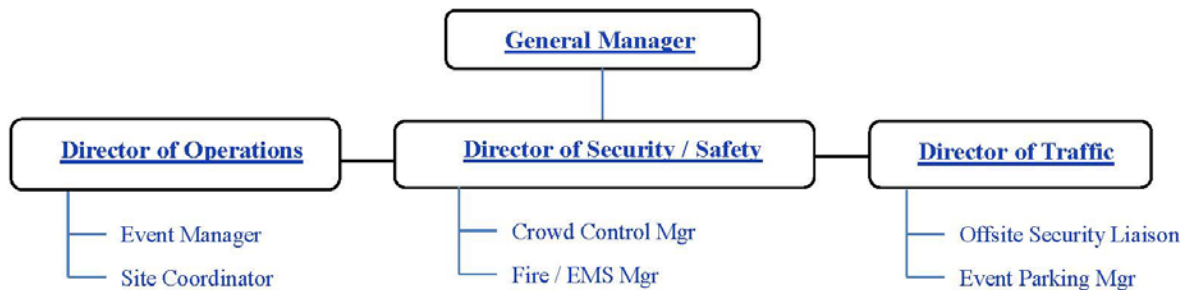 General Manager
Director of Operations
Director of Security / Safety
Director of Traffic
Event Manager
Site Coordinator
Crowd Control Mgr
Fire / EMS Mgr
Offsite Security Liaison
Event Parking Mgr